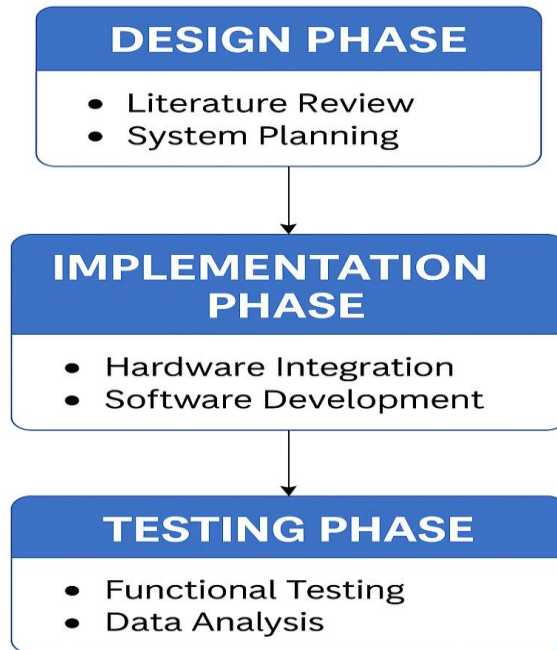 DESIGN PHASE
• Literature Review
• System Planning
IMPLEMENTATION
PHASE
• Hardware Integration
• Software Development
TESTING PHASE
• Functional Testing
• Data Analysis